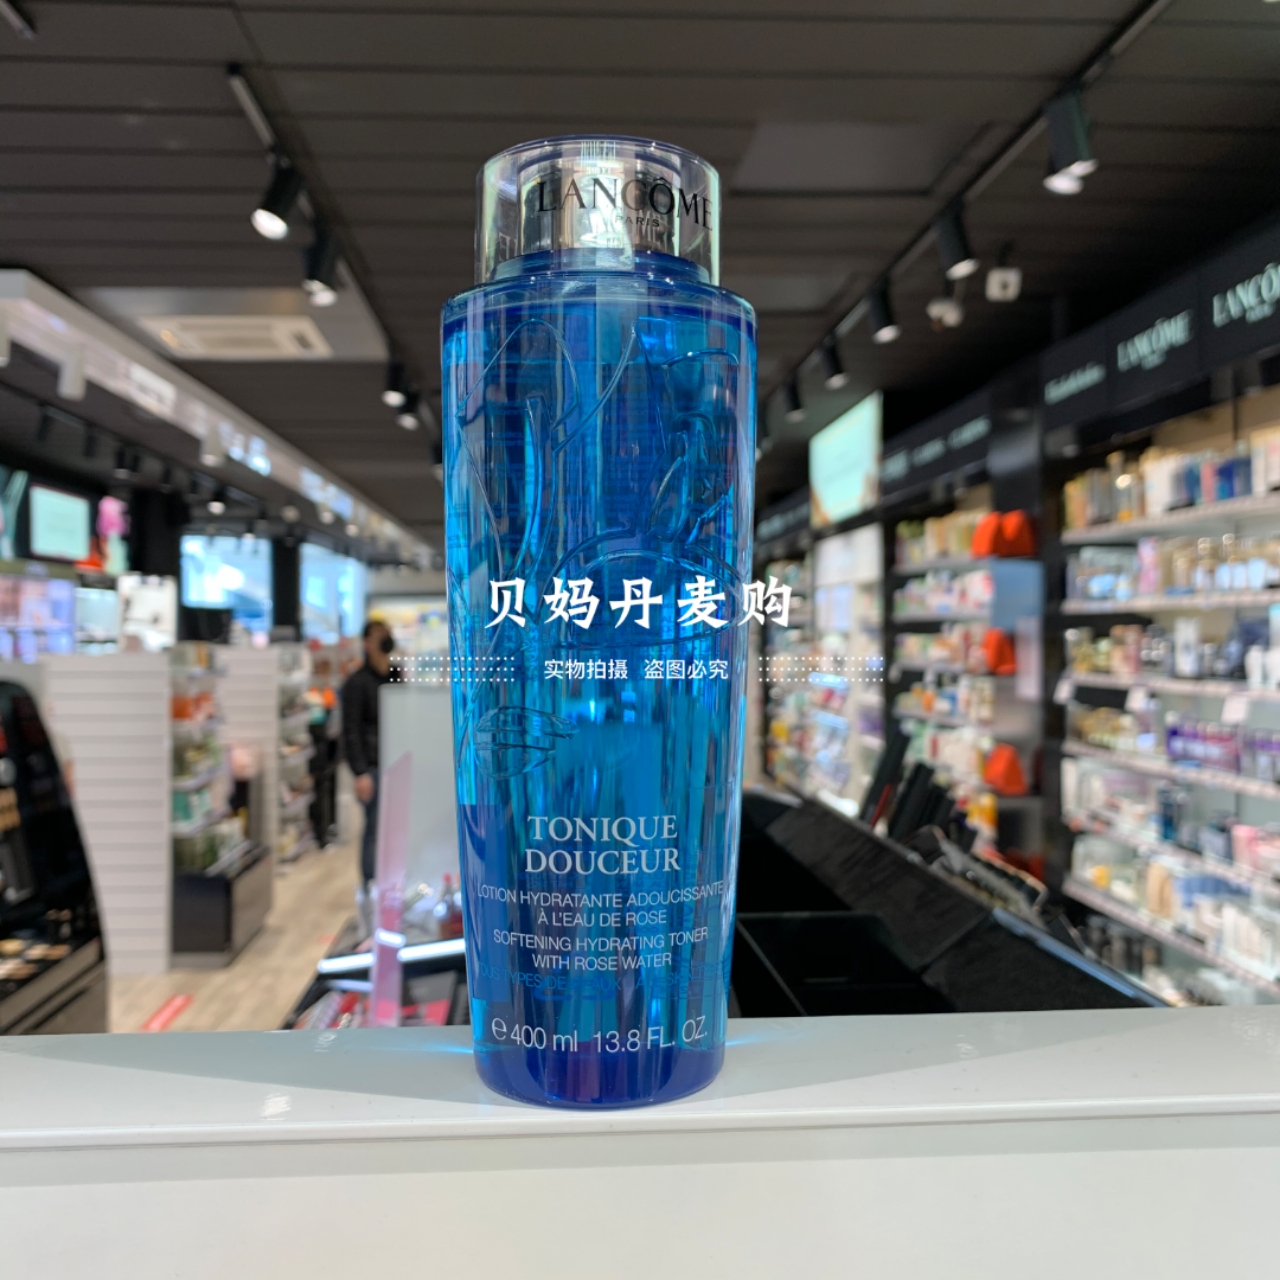 LANCÔME
PARIS
LANCÔME
LANCÔME
贝妈丹麦购
实物拍摄 盗图必究
TONIQUE
DOUCEUR
LOTION HYDRATANTE ADOUCISSANTE
À L'EAU DE ROSE
SOFTENING HYDRATING TONER
WITH ROSE WATER
e 400 ml 13.8 FL. OZ.